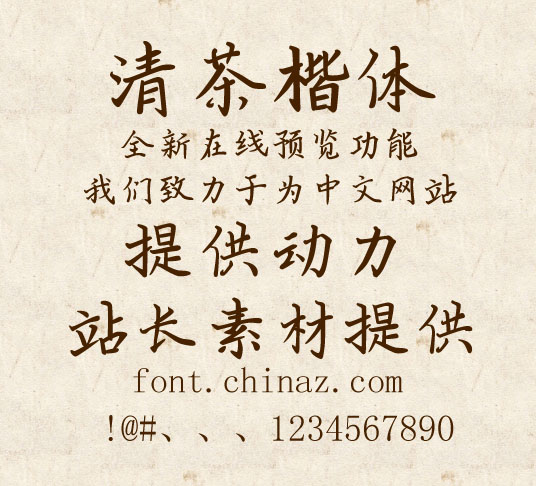 清茶楷体
全新在线预览功能
我们致力于为中文网站
提供动力
站长素材提供
font.chinaz.com
!@#、、、1234567890